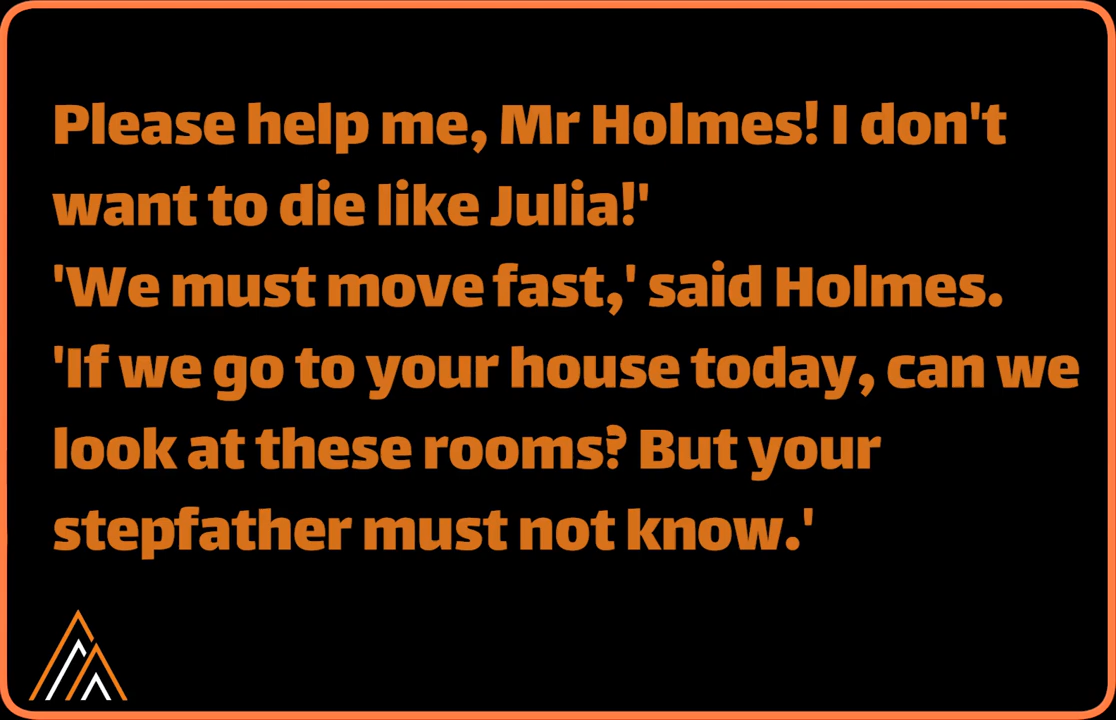 Please help me, Mr Holmes! I don't
want to die like Julia!'
'We must move fast,' said Holmes.
'If we go to your house today, can we
look at these rooms? But your
stepfather must not know.'